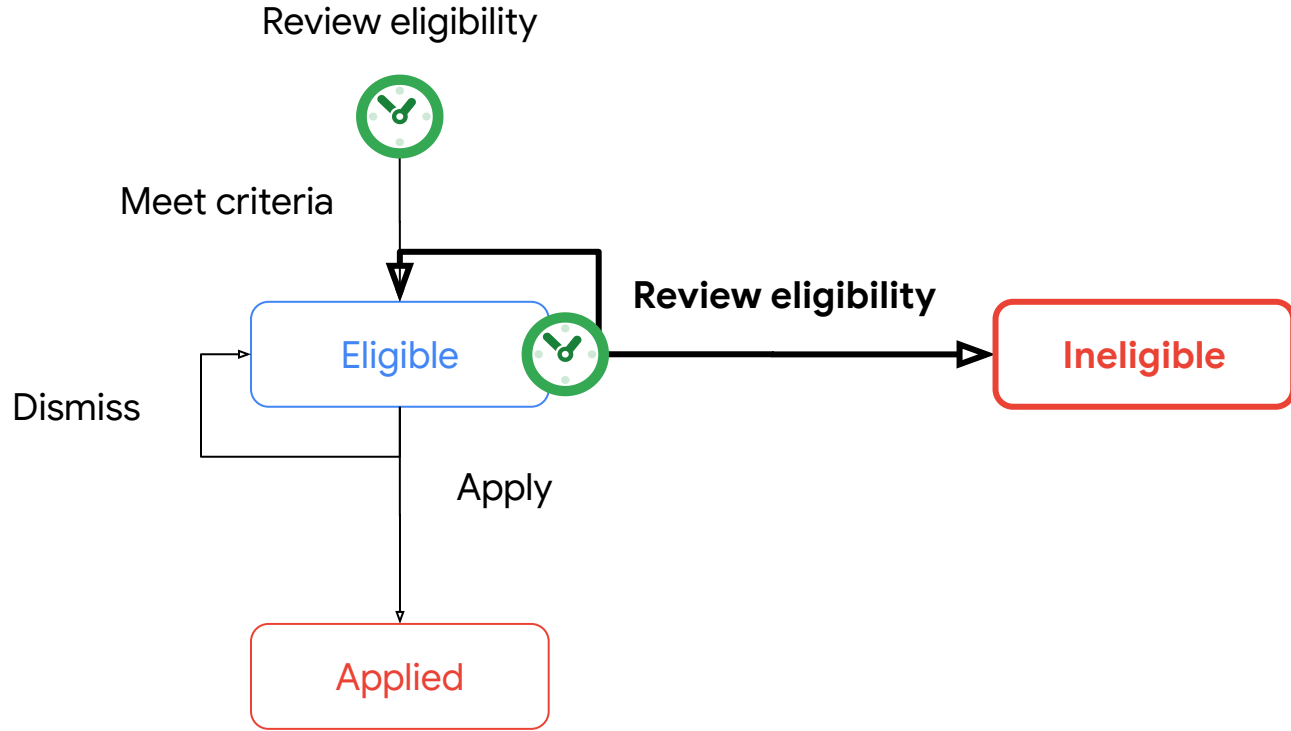 Review eligibility
Meet criteria
Review eligibility
Eligible
Ineligible
Dismiss
Apply
Applied